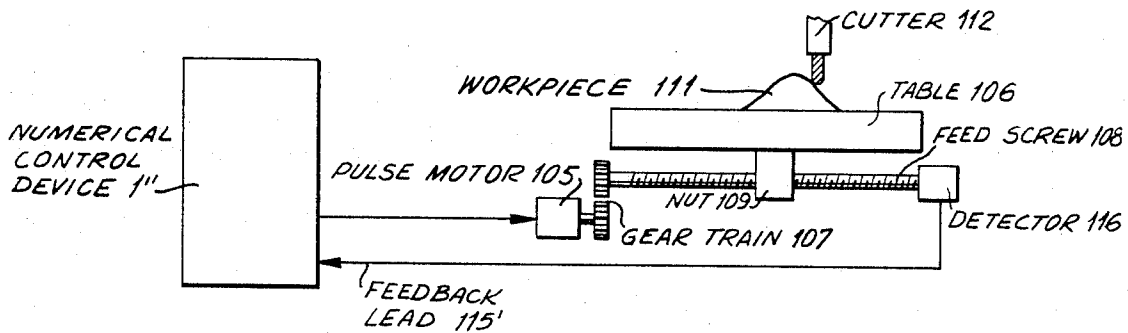 CUTTER 112
WORKPIECE 111
TABLE 106
NUMERICAL
CONTROL
DEVICE 1"
FEED SCREW 108
PULSE MOTOR 105
NUT 109
DETECTOR 116
GEAR TRAIN 107
FEEDBACK
LEAD 115'